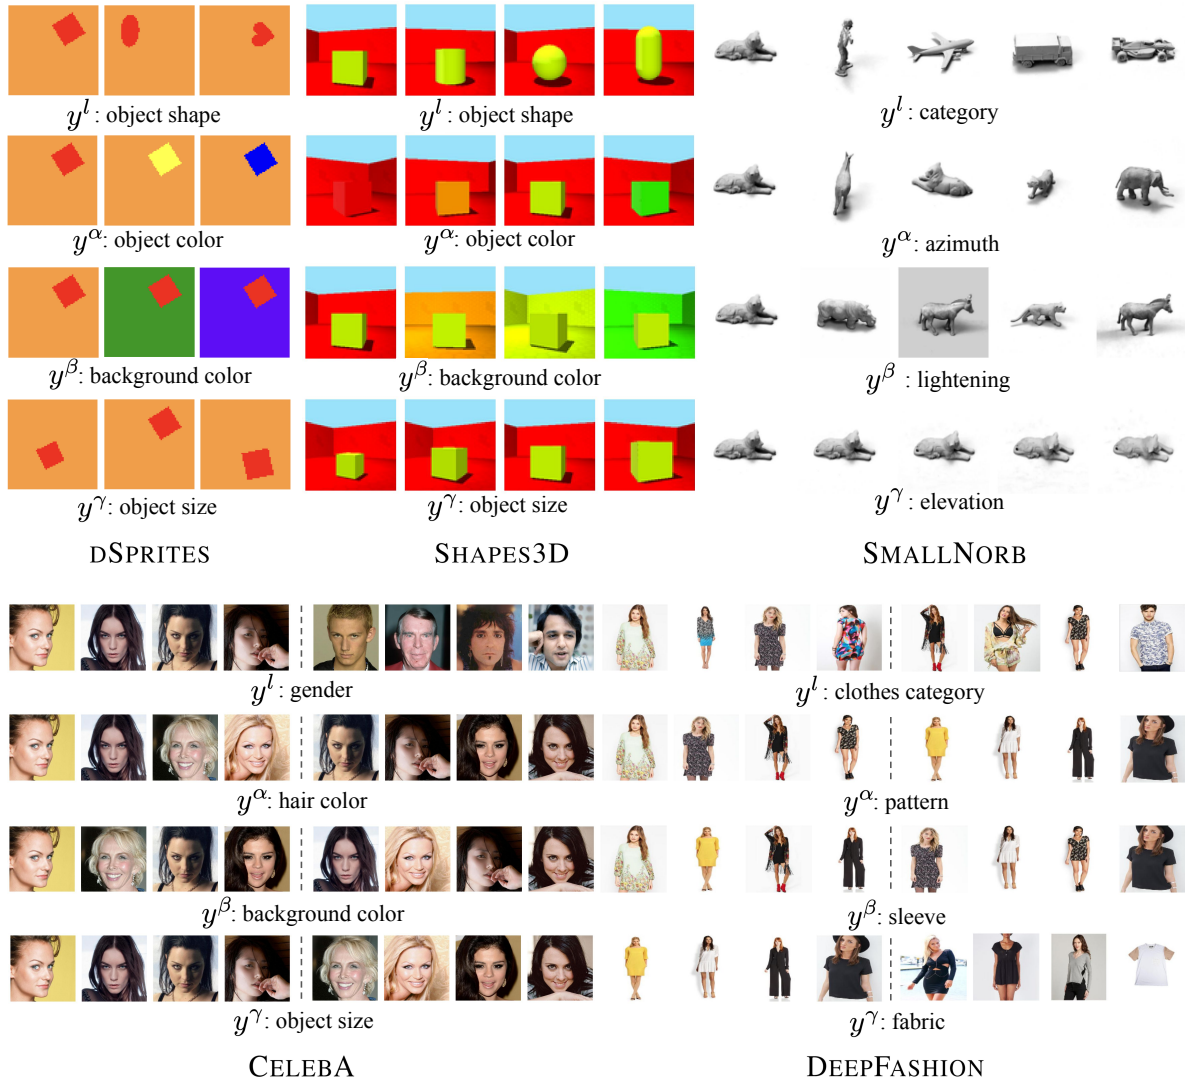 y^l : object shape
y^l : object shape
y^l : category
y^α: object color
y^α: object color
y^α: azimuth
y^β: background color
y^β: background color
y^β : lightening
y^γ: object size
y^γ: object size
y^γ : elevation
DSPRITES
SHAPES3D
SMALLNORB
y^l : gender
y^l : clothes category
y^α: hair color
y^α: pattern
y^β: background color
y^β: sleeve
y^γ: object size
y^γ: fabric
CELEBA
DEEPFASHION